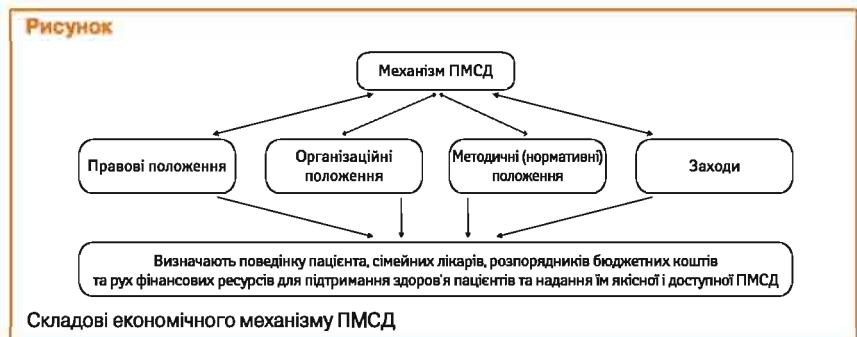 Рисунок
Механізм ПМСД
Правові положення
Організаційні
положення
Методичні (нормативні)
положення
Заходи
Визначають поведінку пацієнта, сімейних лікарів, розпорядників бюджетних коштів
та рух фінансових ресурсів для підтримання здоров'я пацієнтів та надання їм якісної і доступної ПМСД
Складові економічного механізму ПМСД